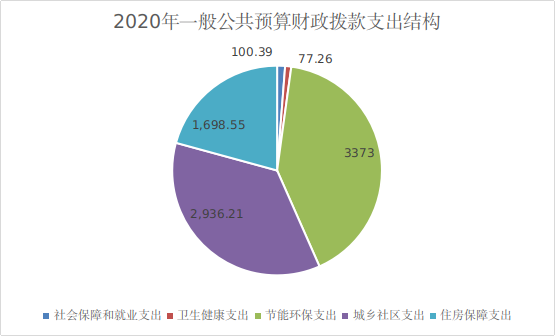 2020年一般公共预算财政拨款支出结构
100.39
77.26
1,698.55
3373
2,936.21
社会保障和就业支出 卫生健康支出 节能环保支出 城乡社区支出 住房保障支出